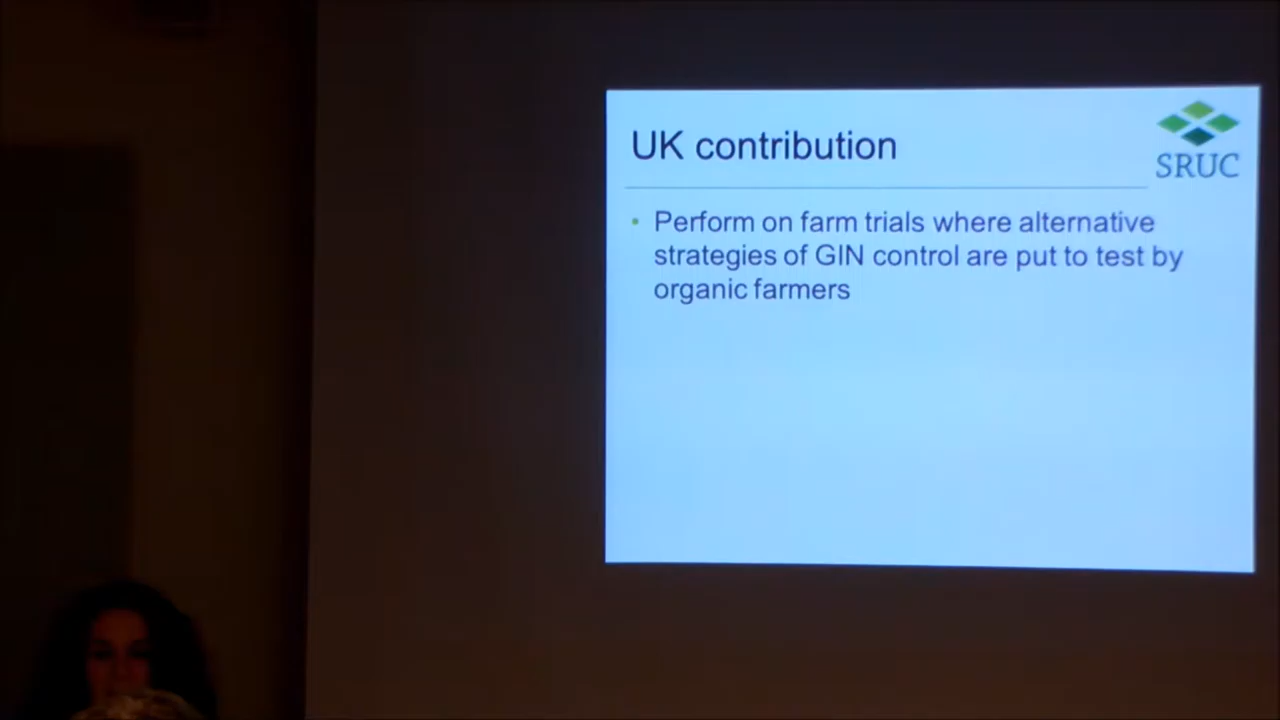 UK contribution
SRUC
• Perform on farm trials where alternative
strategies of GIN control are put to test by
organic farmers